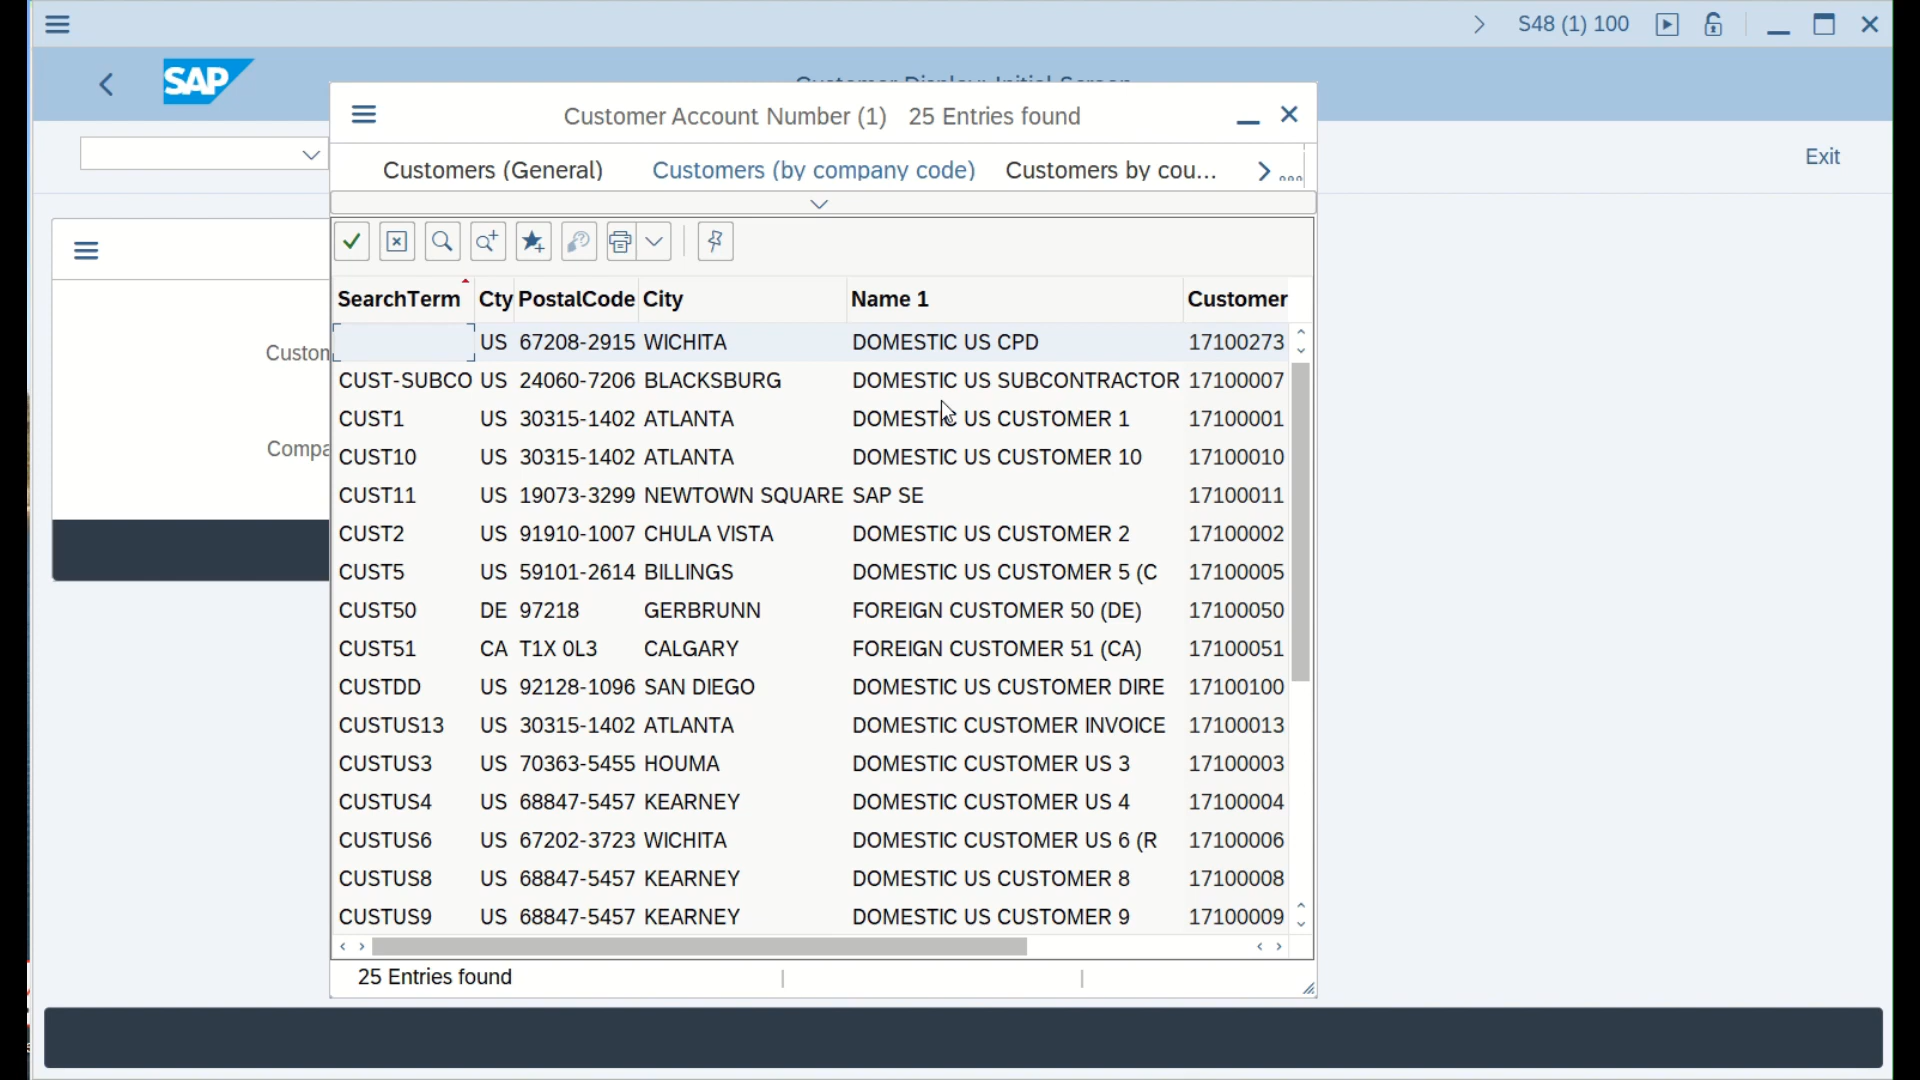 S48 (1) 100
SAP
Customer Account Number (1) 25 Entries found
Exit
Customers (General) Customers (by company code) Customers by cou...
SearchTerm Cty PostalCode City Name 1 Customer
US 67208-2915 WICHITA DOMESTIC US CPD 17100273
CUST-SUBCO US 24060-7206 BLACKSBURG DOMESTIC US SUBCONTRACTOR 17100007
CUST1 US 30315-1402 ATLANTA DOMESTIC US CUSTOMER 1 17100001
CUST10 US 30315-1402 ATLANTA DOMESTIC US CUSTOMER 10 17100010
CUST11 US 19073-3299 NEWTOWN SQUARE SAP SE 17100011
CUST2 US 91910-1007 CHULA VISTA DOMESTIC US CUSTOMER 2 17100002
CUST5 US 59101-2614 BILLINGS DOMESTIC US CUSTOMER 5 (C 17100005
CUST50 DE 97218 GERBRUNN FOREIGN CUSTOMER 50 (DE) 17100050
CUST51 CA T1X 0L3 CALGARY FOREIGN CUSTOMER 51 (CA) 17100051
CUSTDD US 92128-1096 SAN DIEGO DOMESTIC US CUSTOMER DIRE 17100100
CUSTUS13 US 30315-1402 ATLANTA DOMESTIC CUSTOMER INVOICE 17100013
CUSTUS3 US 70363-5455 HOUMA DOMESTIC CUSTOMER US 3 17100003
CUSTUS4 US 68847-5457 KEARNEY DOMESTIC CUSTOMER US 4 17100004
CUSTUS6 US 67202-3723 WICHITA DOMESTIC CUSTOMER US 6 (R 17100006
CUSTUS8 US 68847-5457 KEARNEY DOMESTIC US CUSTOMER 8 17100008
CUSTUS9 US 68847-5457 KEARNEY DOMESTIC US CUSTOMER 9 17100009
25 Entries found
Custom
Compa